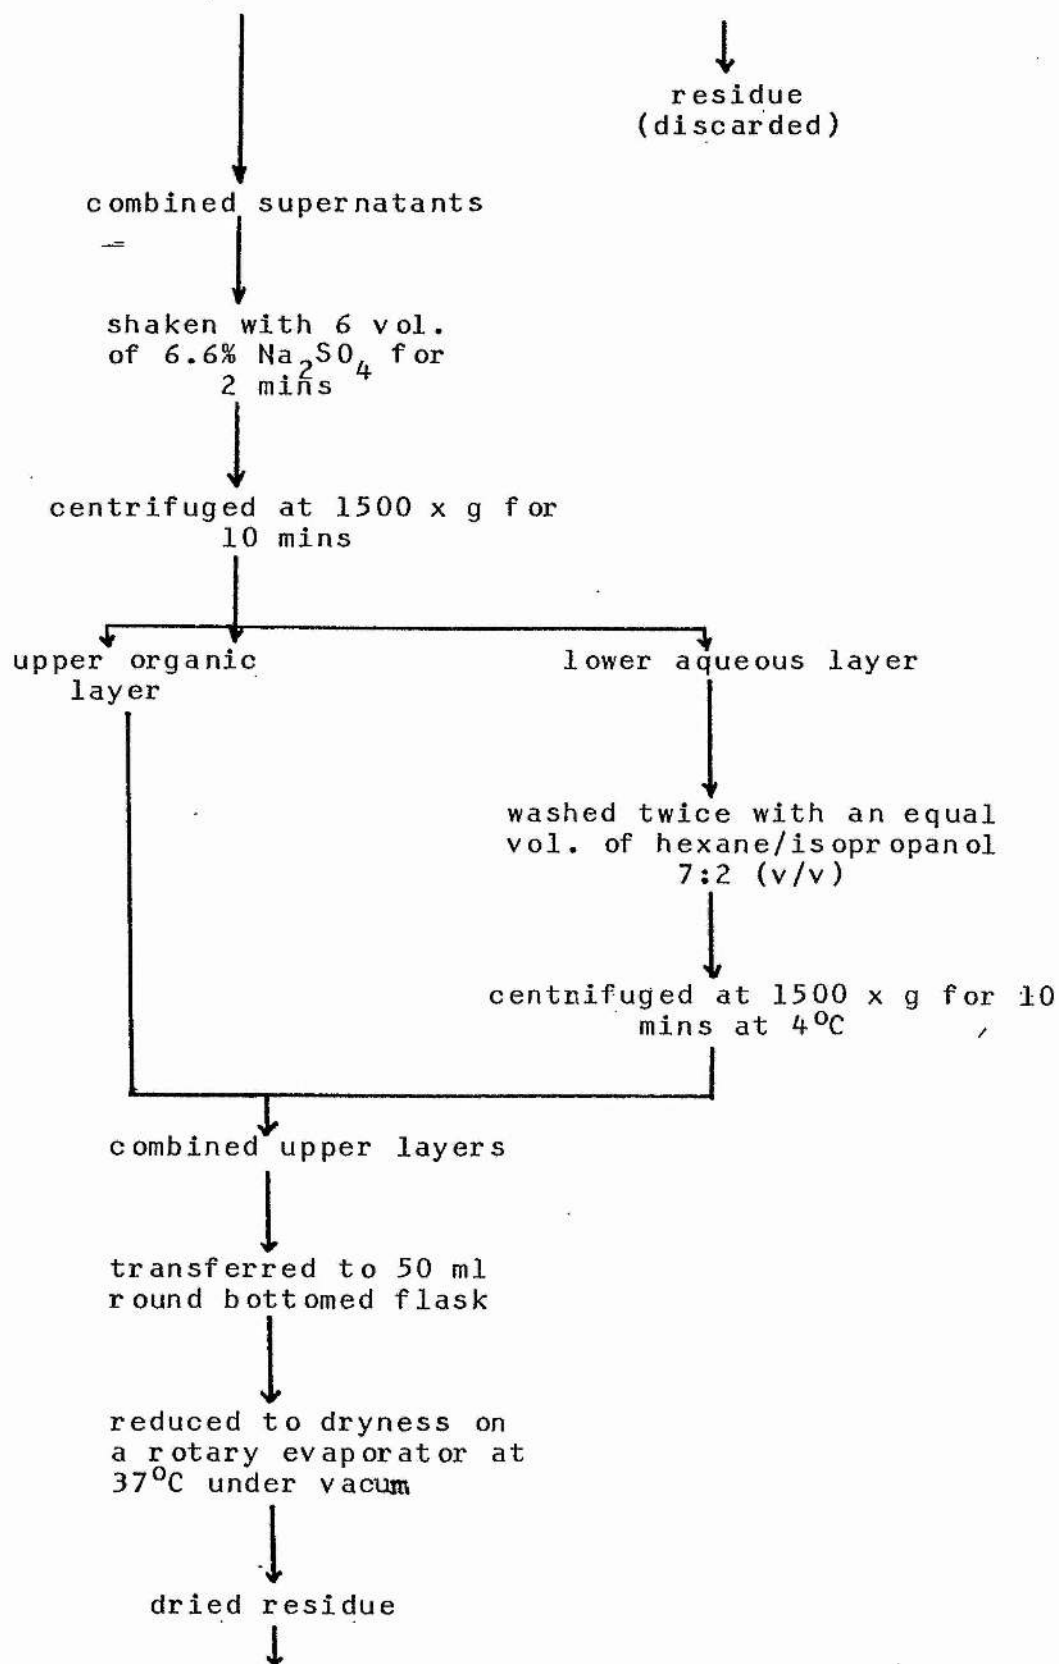 residue
(discarded)
combined supernatants
shaken with 6 vol.
of 6.6% Na₂SO₄ for
2 mins
centrifuged at 1500 x g for
10 mins
upper organic
layer
lower aqueous layer
washed twice with an equal
vol. of hexane/isopropanol
7:2 (v/v)
centnifuged at 1500 x g for 10
mins at 4°C
combined upper layers
transferred to 50 ml
round bottomed flask
reduced to dryness on
a rotary evaporator at
37°C under vacum
dried residue